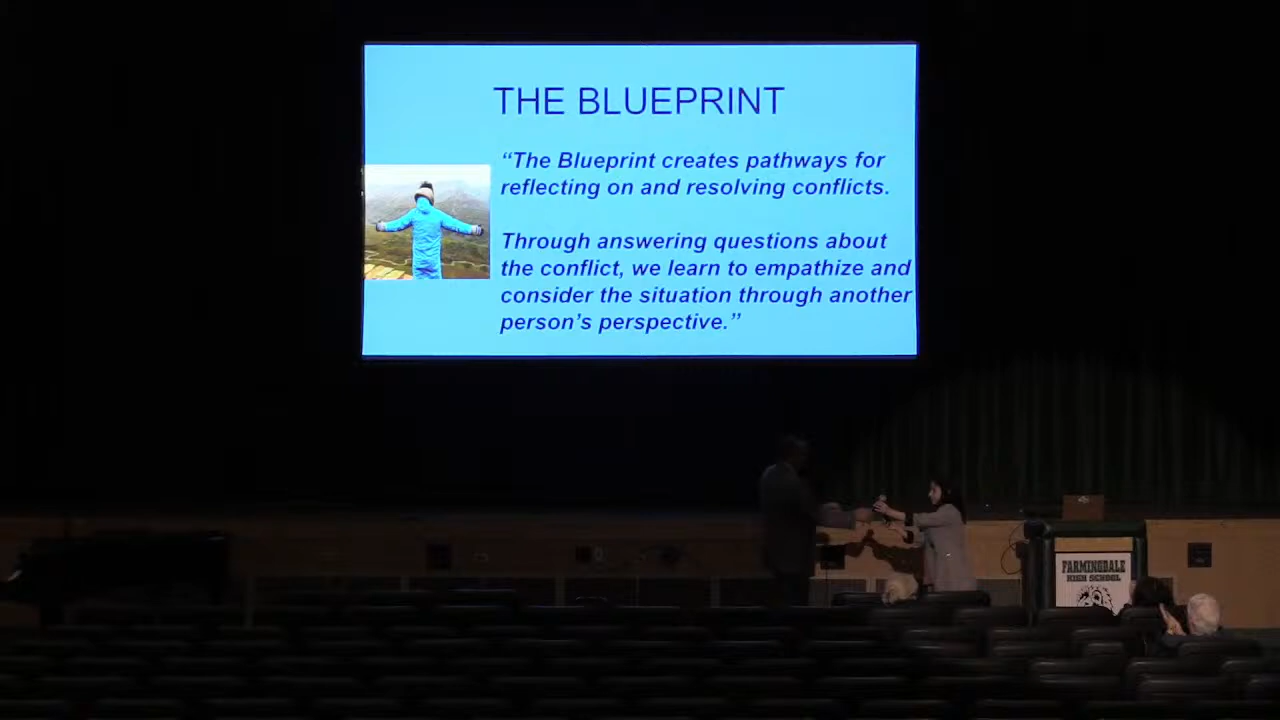 THE BLUEPRINT
“The Blueprint creates pathways for
reflecting on and resolving conflicts.
Through answering questions about
the conflict, we learn to empathize and
consider the situation through another
person’s perspective.”
FARMINGDALE
HIGH SCHOOL